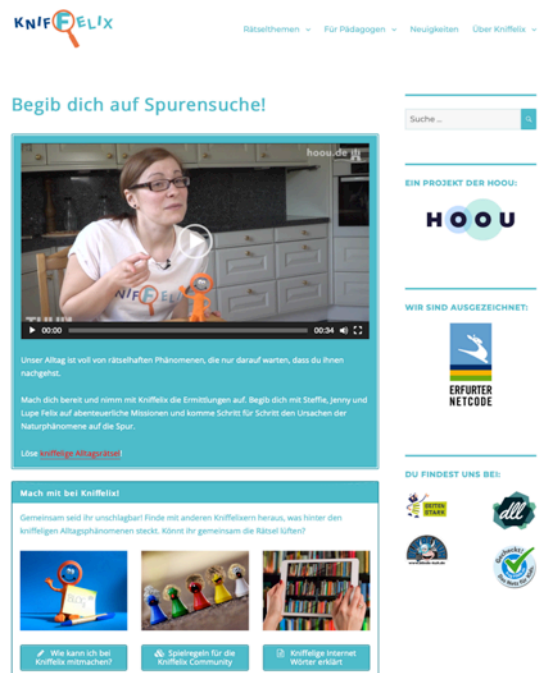 KNIFFELIX
Rätselthemen
Für Pädagogen
Neuigkeiten
Über Kniffelix
Begib dich auf Spurensuche!
hoou.de
KNIFFELIX
00:00
00:34
Unser Alltag ist voll von rätselhaften Phänomenen, die nur darauf warten, dass du ihnen
nachgehst.
Mach dich bereit und nimm mit Kniffelix die Ermittlungen auf. Begib dich mit Steffie, Jenny und
Lupe Felix auf abenteuerliche Missionen und komme Schritt für Schritt den Ursachen der
Naturphänomene auf die Spur.
Löse kniffelige Alltagsrätsel!
Mach mit bei Kniffelix!
Gemeinsam seid ihr unschlagbar! Finde mit anderen Kniffelixern heraus, was hinter den
kniffeligen Alltagsphänomenen steckt. Könnt ihr gemeinsam die Rätsel lüften?
BLOG
Wie kann ich bei
Kniffelix mitmachen?
Spielregeln für die
Kniffelix Community
Kniffelige Internet
Wörter erklärt
Suche ...
EIN PROJEKT DER HOOU:
HOOU
WIR SIND AUSGEZEICHNET:
ERFURTER
NETCODE
DU FINDEST UNS BEI:
SEITEN
STARK
dll
Gecheckt!